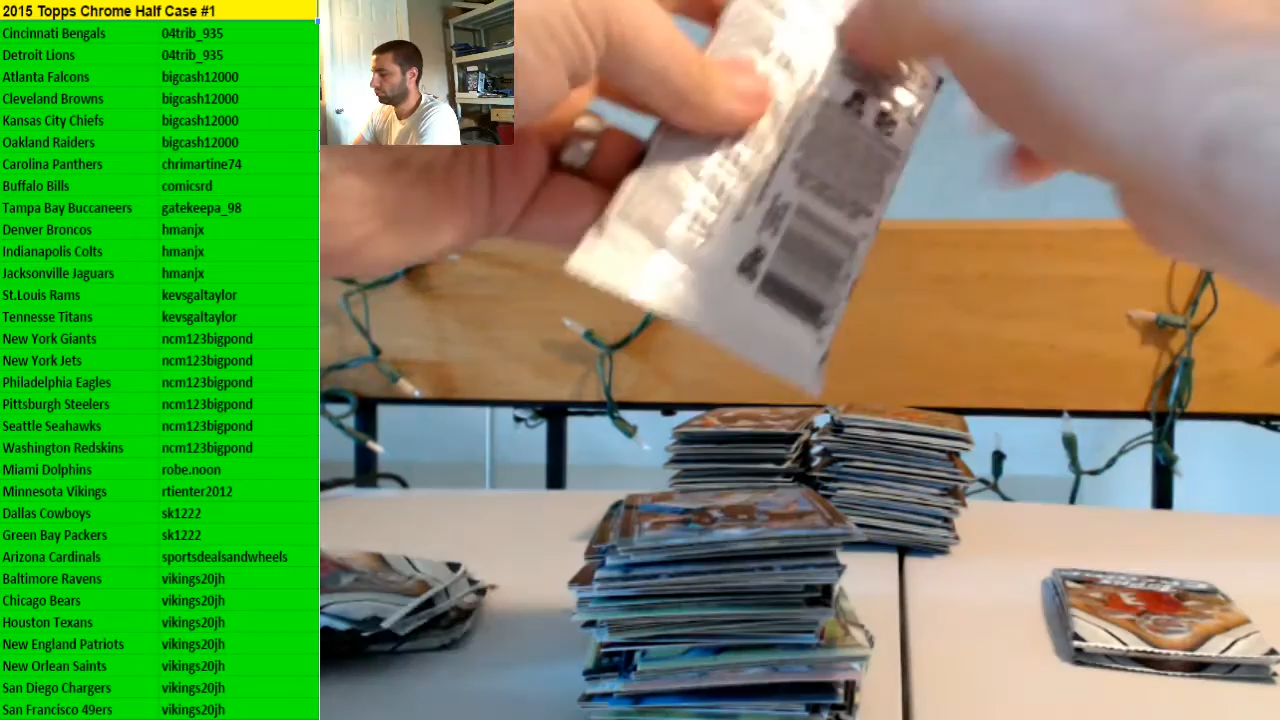 2015 Topps Chrome Half Case #1
Cincinnati Bengals 04trib_935
Detroit Lions 04trib_935
Atlanta Falcons bigcash12000
Cleveland Browns bigcash12000
Kansas City Chiefs bigcash12000
Oakland Raiders bigcash12000
Carolina Panthers chrimartine74
Buffalo Bills comicsrd
Tampa Bay Buccaneers gatekeepa_98
Denver Broncos hmanjx
Indianapolis Colts hmanjx
Jacksonville Jaguars hmanjx
St.Louis Rams kevsgaltaylor
Tennesse Titans kevsgaltaylor
New York Giants ncm123bigpond
New York Jets ncm123bigpond
Philadelphia Eagles ncm123bigpond
Pittsburgh Steelers ncm123bigpond
Seattle Seahawks ncm123bigpond
Washington Redskins ncm123bigpond
Miami Dolphins robe.noon
Minnesota Vikings rtienter2012
Dallas Cowboys sk1222
Green Bay Packers sk1222
Arizona Cardinals sportsdealsandwheels
Baltimore Ravens vikings20jh
Chicago Bears vikings20jh
Houston Texans vikings20jh
New England Patriots vikings20jh
New Orlean Saints vikings20jh
San Diego Chargers vikings20jh
San Francisco 49ers vikings20jh